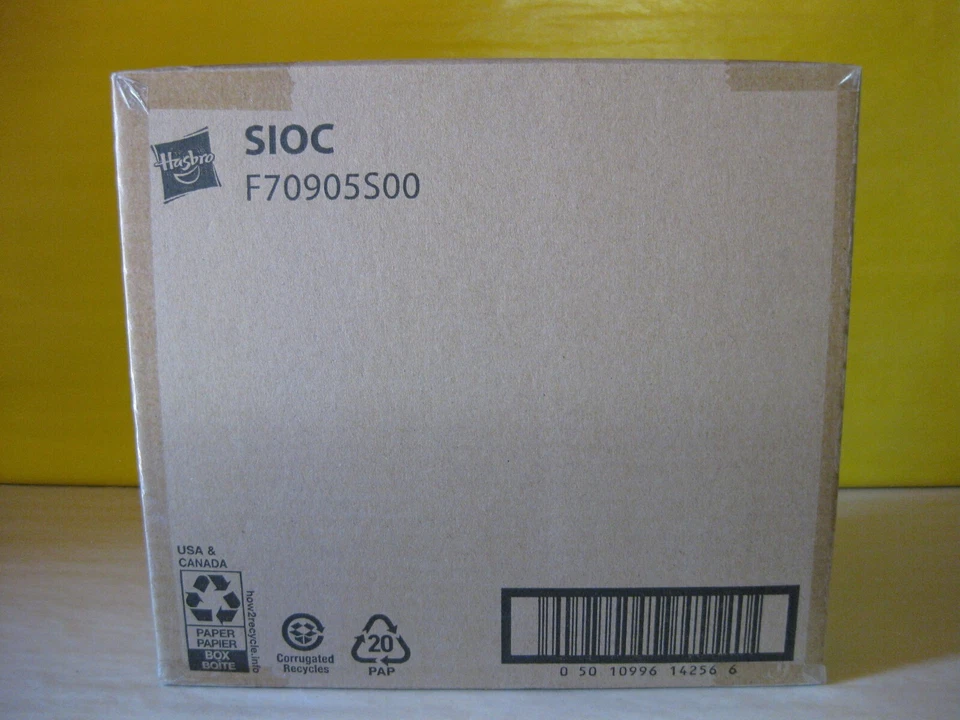 Hasbro
SIOC
F70905S00
USA &
CANADA
PAPER
PAPIER
BOX
BOÎTE
how2recycle.info
Corrugated
Recycles
20
PAP
0 50 10996 14256 6